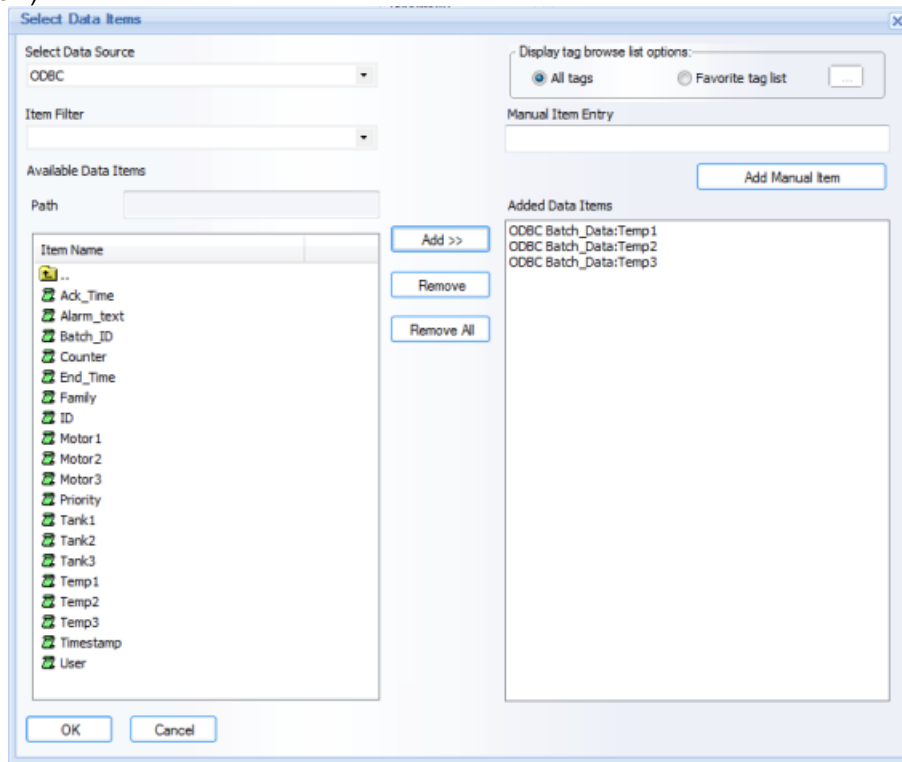 Select Data Items
Select Data Source
ODBC
Item Filter
Available Data Items
Path
Item Name
..
Ack_Time
Alarm_text
Batch_ID
Counter
End_Time
Family
ID
Motor1
Motor2
Motor3
Priority
Tank1
Tank2
Tank3
Temp1
Temp2
Temp3
Timestamp
User
OK Cancel
Add >>
Remove
Remove All
Display tag browse list options:
All tags Favorite tag list ...
Manual Item Entry
Add Manual Item
Added Data Items
ODBC Batch_Data:Temp1
ODBC Batch_Data:Temp2
ODBC Batch_Data:Temp3